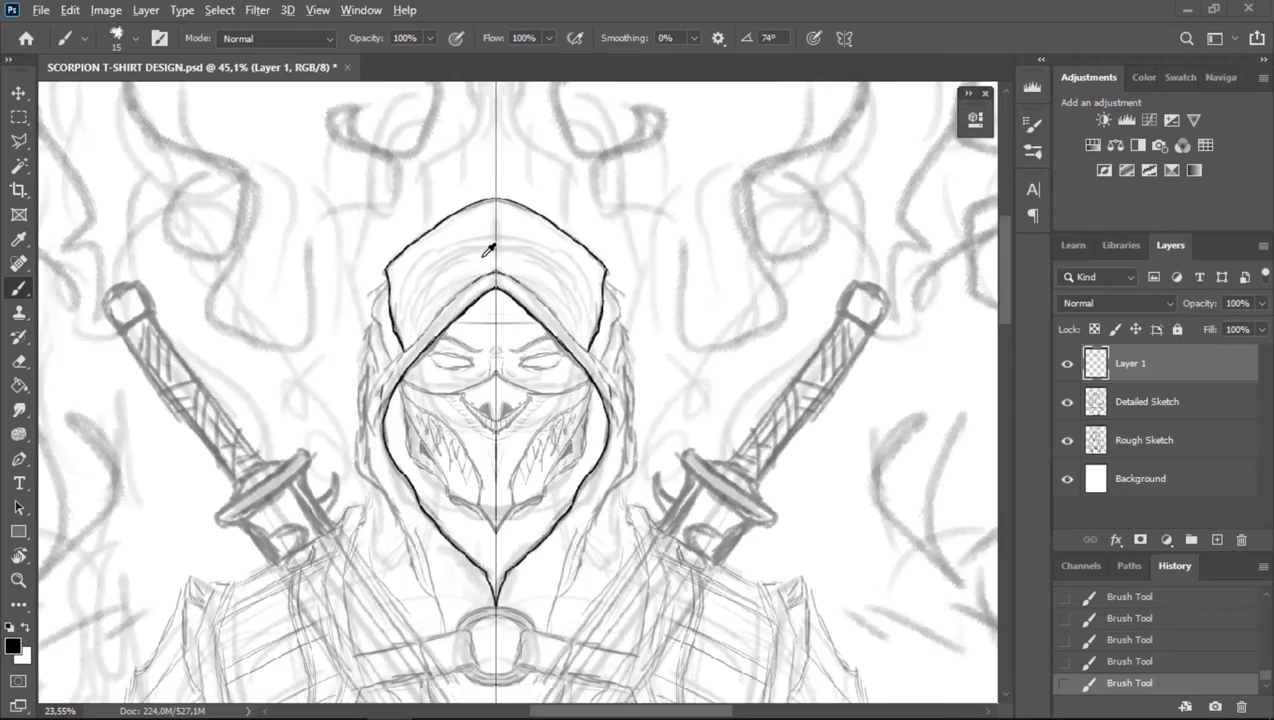 Ps File Edit Image Layer Type Select Filter 3D View Window Help
15 Mode: Normal Opacity: 100% Flow: 100% Smoothing: 0% 74°
SCORPION T-SHIRT DESIGN.psd @ 45,1% (Layer 1, RGB/8) * ×
Adjustments Color Swatch Naviga
Add an adjustment
Learn Libraries Layers
Kind
Normal Opacity: 100%
Lock: Fill: 100%
Layer 1
Detailed Sketch
Rough Sketch
Background
fx
Channels Paths History
Brush Tool
Brush Tool
Brush Tool
Brush Tool
Brush Tool
23,55% Doc: 224,0M/527,1M